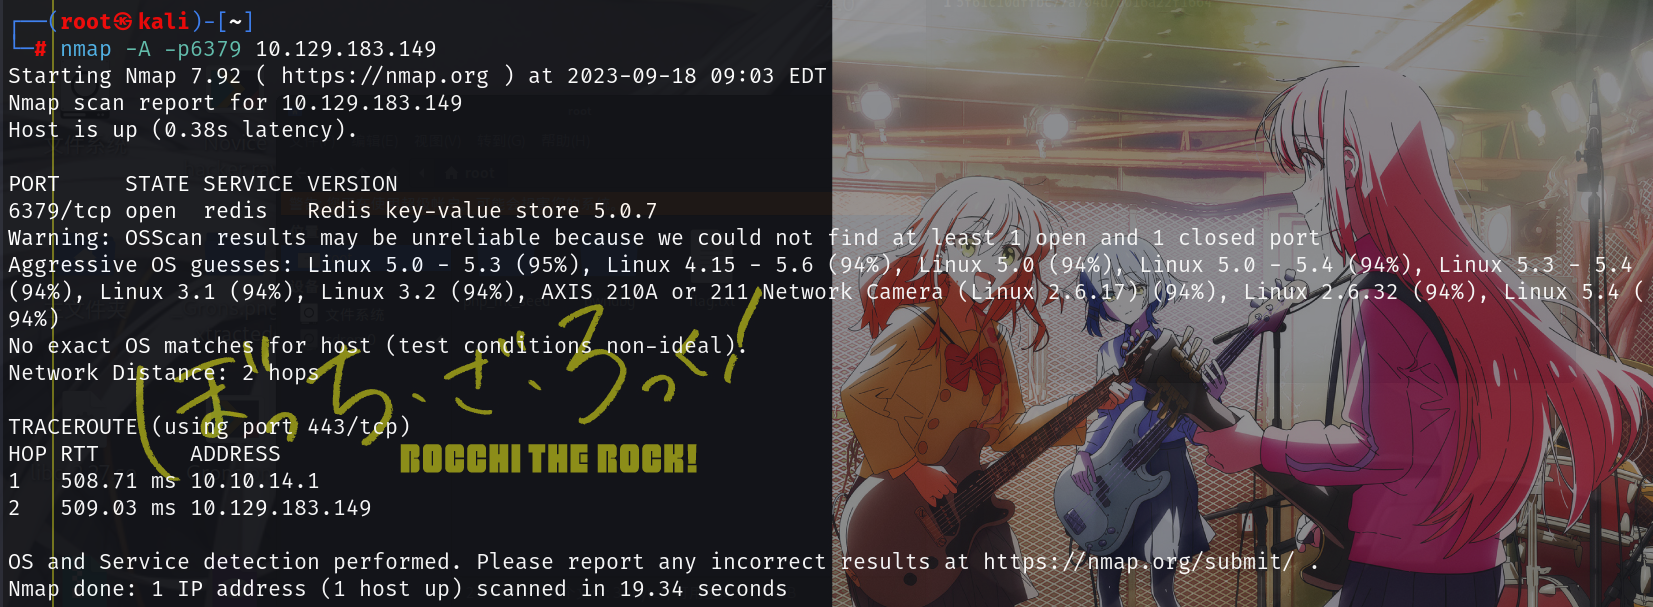 ┌──(root㉿kali)-[~]
└─# nmap -A -p6379 10.129.183.149
Starting Nmap 7.92 ( https://nmap.org ) at 2023-09-18 09:03 EDT
Nmap scan report for 10.129.183.149
Host is up (0.38s latency).
PORT     STATE SERVICE VERSION
6379/tcp open  redis   Redis key-value store 5.0.7
Warning: OSScan results may be unreliable because we could not find at least 1 open and 1 closed port
Aggressive OS guesses: Linux 5.0 - 5.3 (95%), Linux 4.15 - 5.6 (94%), Linux 5.0 (94%), Linux 5.0 - 5.4 (94%), Linux 5.3 - 5.4
(94%), Linux 3.1 (94%), Linux 3.2 (94%), AXIS 210A or 211 Network Camera (Linux 2.6.17) (94%), Linux 2.6.32 (94%), Linux 5.4 (
94%)
No exact OS matches for host (test conditions non-ideal).
Network Distance: 2 hops
TRACEROUTE (using port 443/tcp)
HOP RTT       ADDRESS
1   508.71 ms 10.10.14.1
2   509.03 ms 10.129.183.149
OS and Service detection performed. Please report any incorrect results at https://nmap.org/submit/ .
Nmap done: 1 IP address (1 host up) scanned in 19.34 seconds
ぼっち・ざ・ろっく!
BOCCHI THE ROCK!
root
文件系统